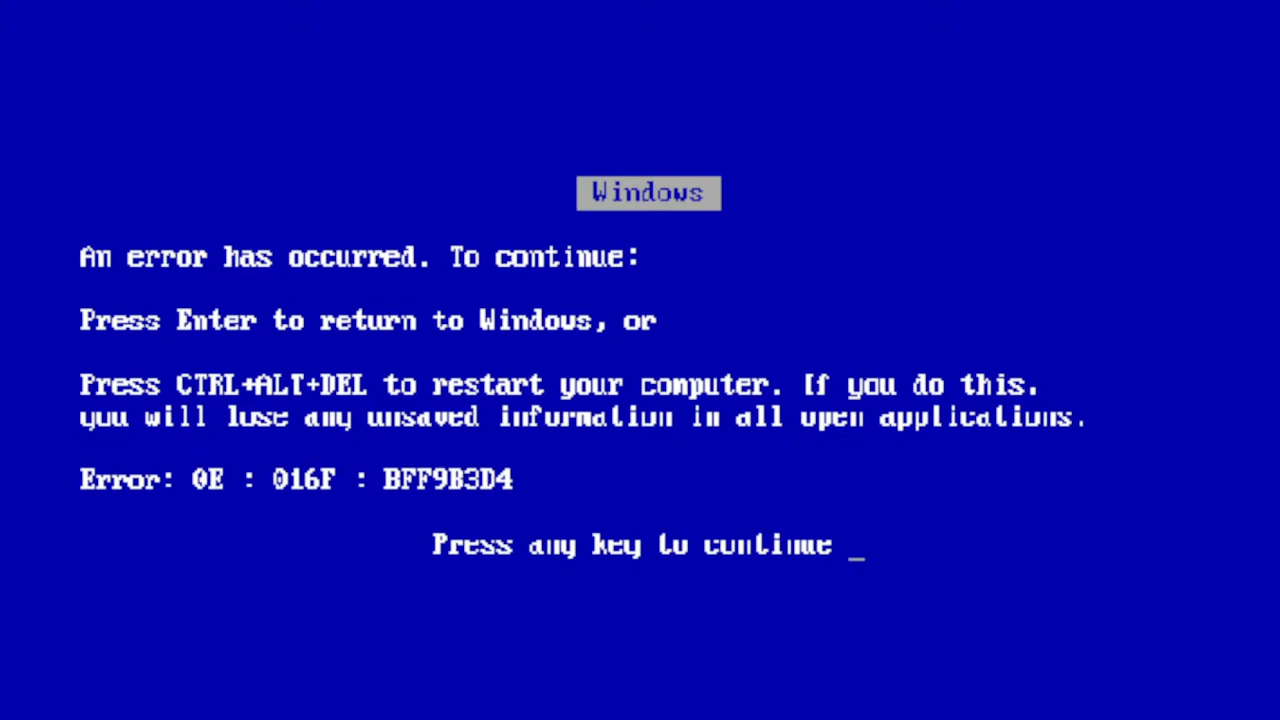 Windows
An error has occurred. To continue:
Press Enter to return to Windows, or
Press CTRL+ALT+DEL to restart your computer. If you do this,
you will lose any unsaved information in all open applications.
Error: 0E : 016F : BFF9B3D4
Press any key to continue _